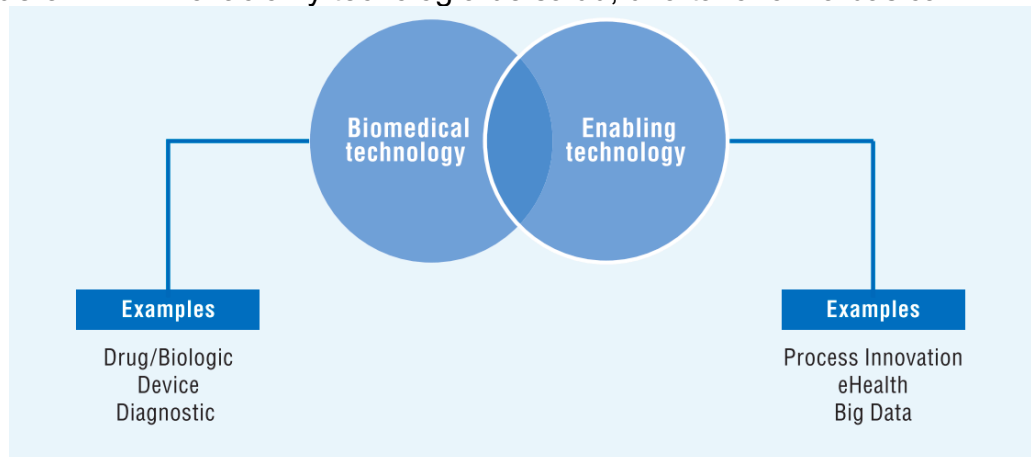 Biomedical
technology
Enabling
technology
Examples
Drug/Biologic
Device
Diagnostic
Examples
Process Innovation
eHealth
Big Data